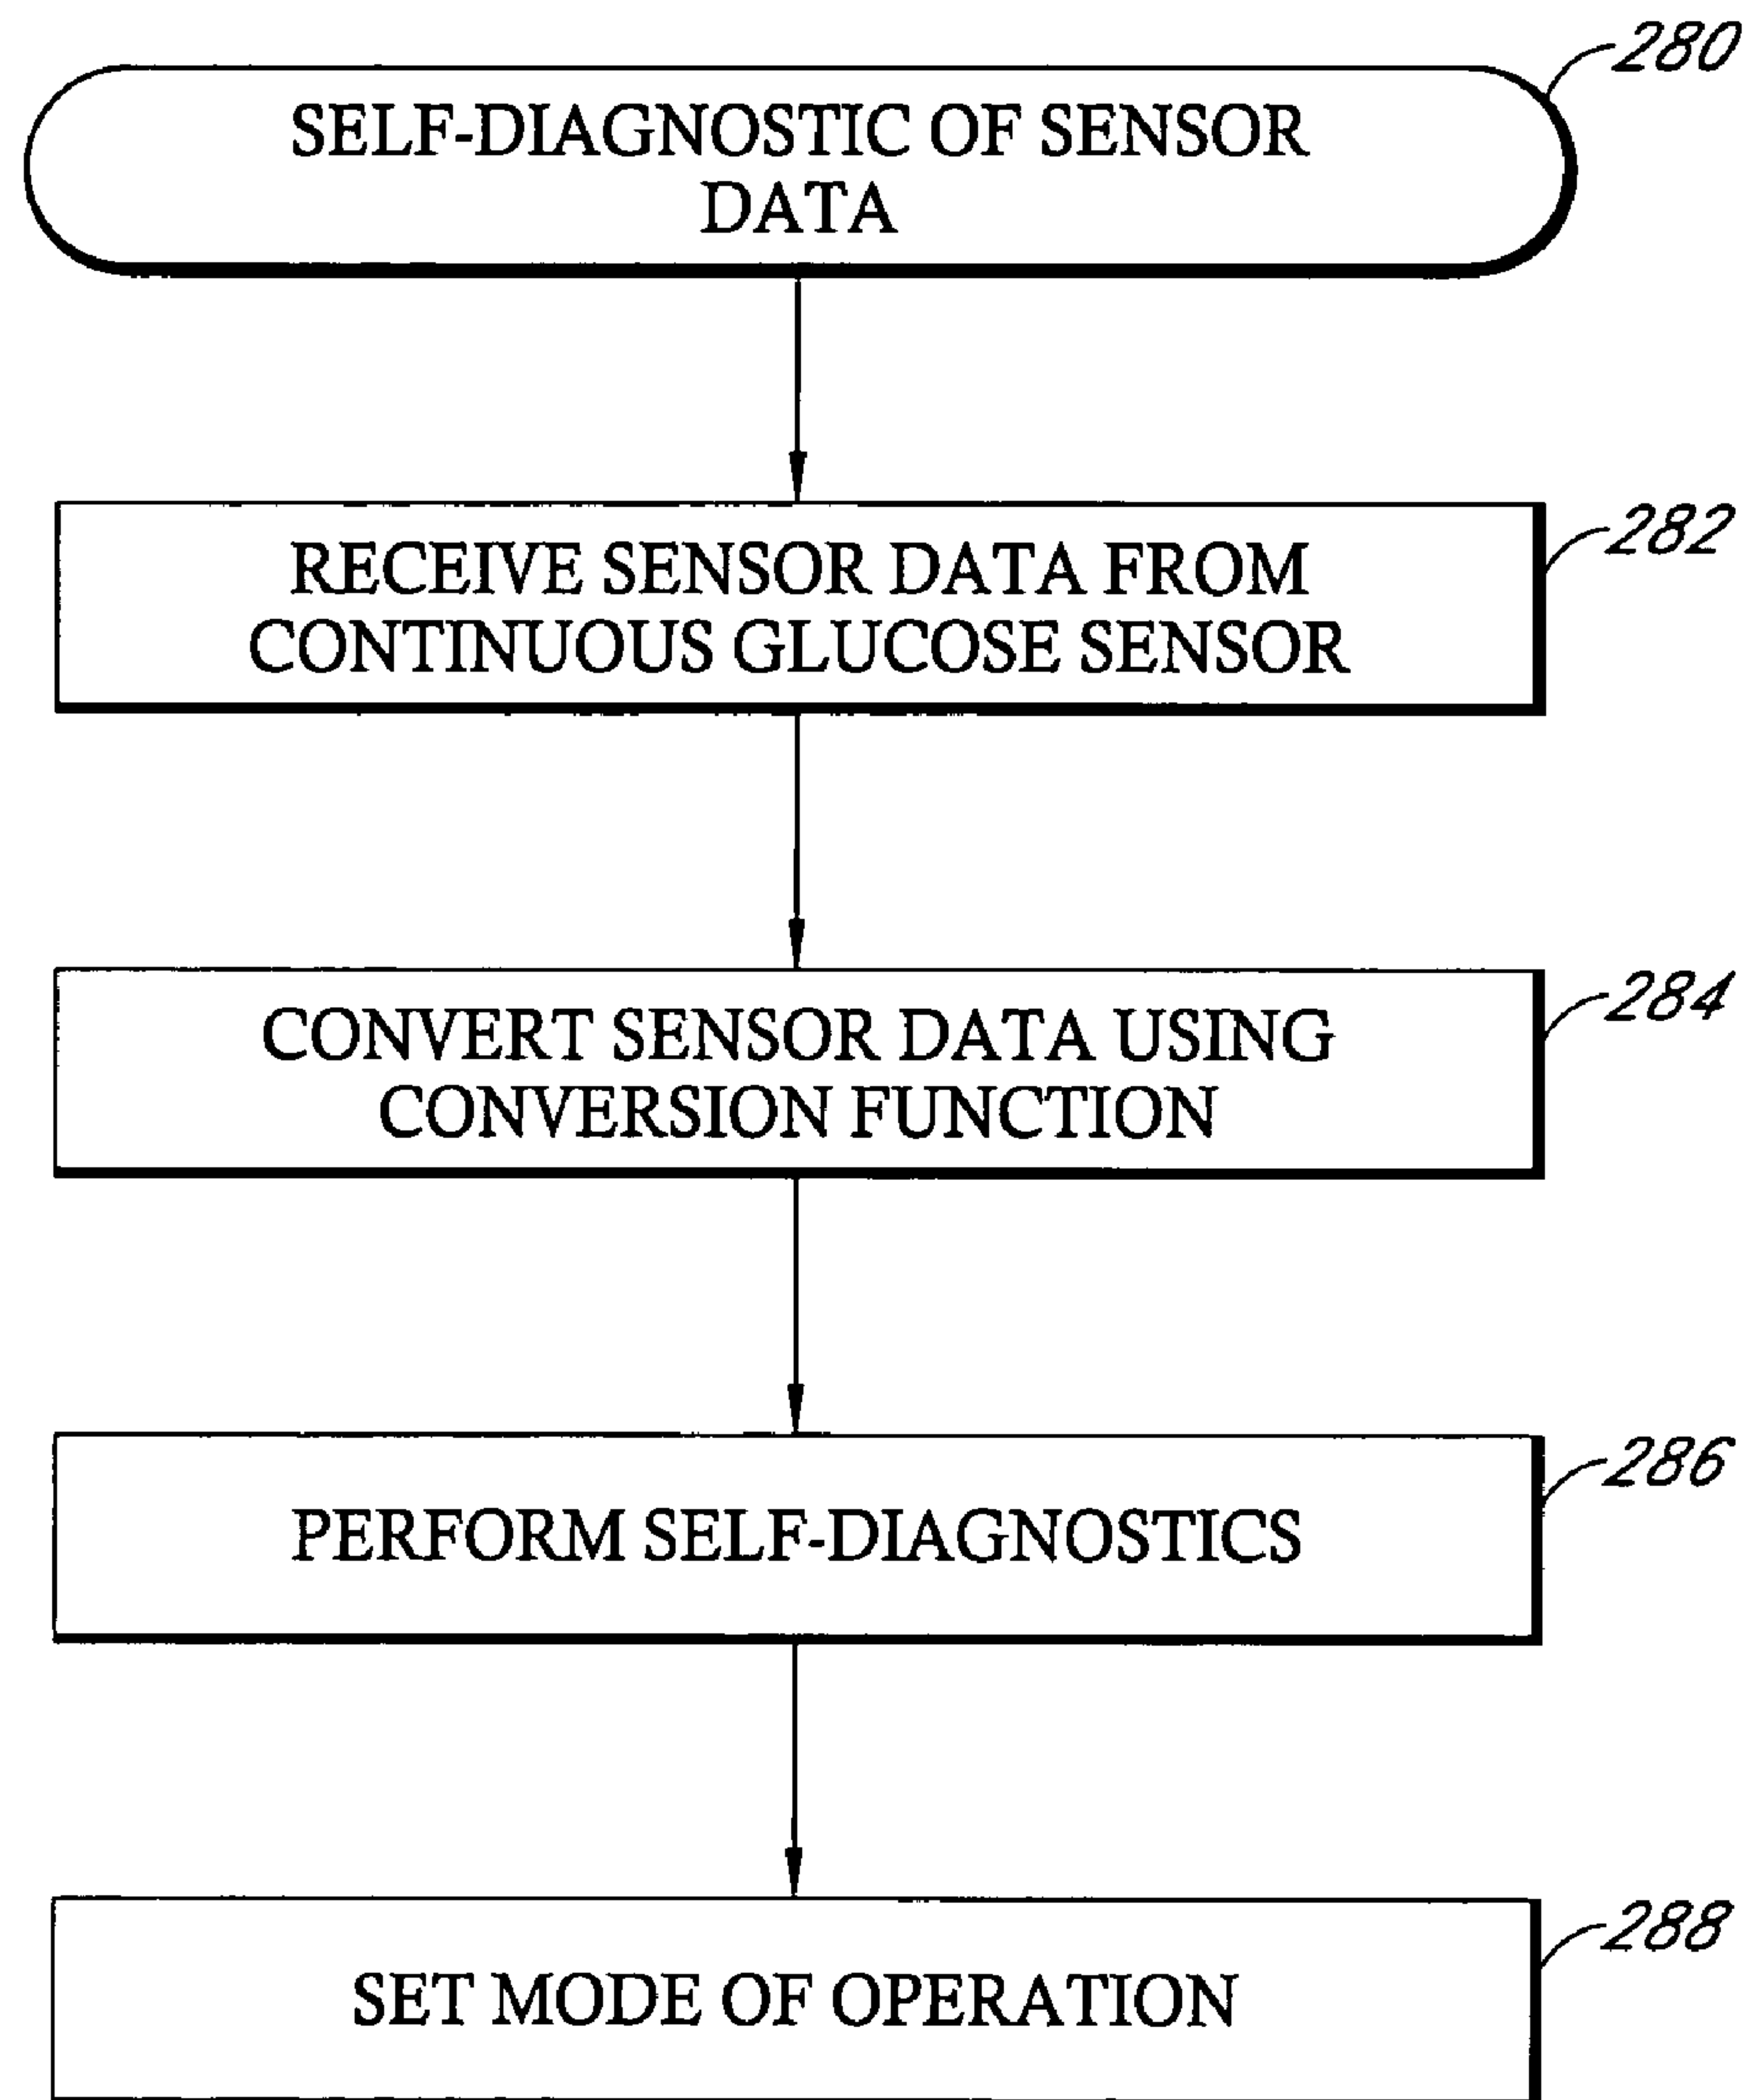 280
SELF-DIAGNOSTIC OF SENSOR
DATA
282
RECEIVE SENSOR DATA FROM
CONTINUOUS GLUCOSE SENSOR
284
CONVERT SENSOR DATA USING
CONVERSION FUNCTION
286
PERFORM SELF-DIAGNOSTICS
288
SET MODE OF OPERATION